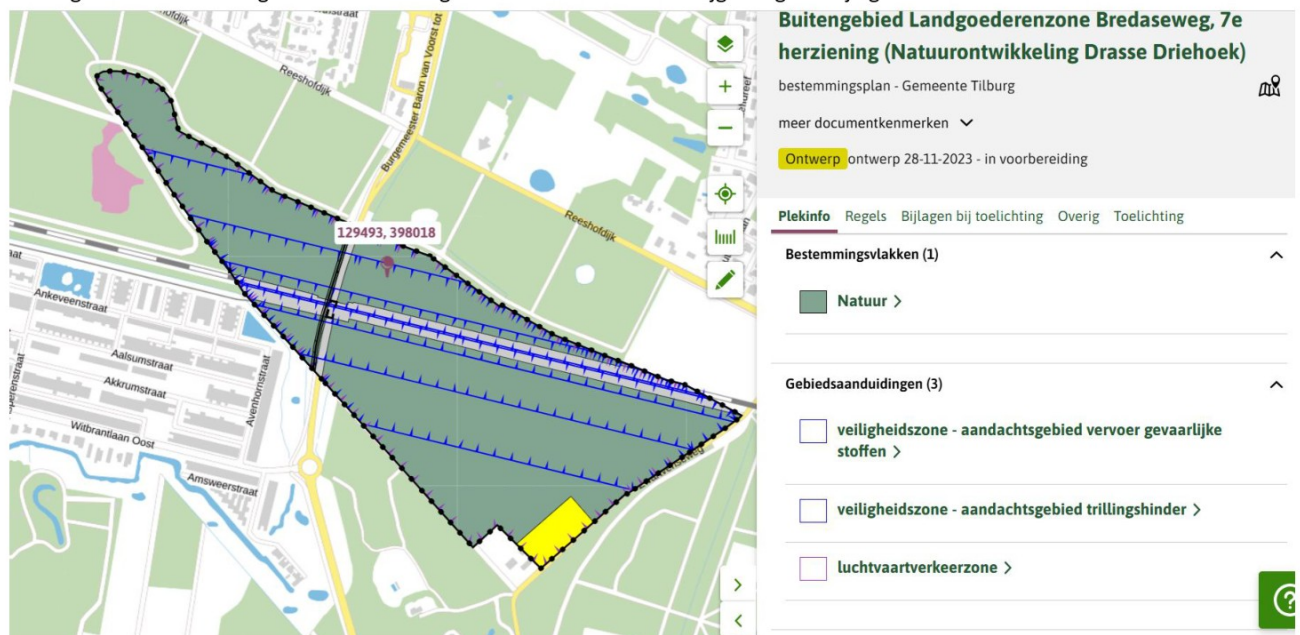 Buitengebied Landgoederenzone Bredaseweg, 7e
herziening (Natuurontwikkeling Drasse Driehoek)
bestemmingsplan - Gemeente Tilburg
meer documentkenmerken
Ontwerp ontwerp 28-11-2023 - in voorbereiding
Plekinfo Regels Bijlagen bij toelichting Overig Toelichting
Bestemmingsvlakken (1)
Natuur >
Gebiedsaanduidingen (3)
veiligheidszone - aandachtsgebied vervoer gevaarlijke
stoffen >
veiligheidszone - aandachtsgebied trillingshinder >
luchtvaartverkeerzone >
Reeshofdijk
Burgemeester Baron van Voorst tot
Reeshofdijk
129493, 398018
Ankeveenstraat
Aalsumstraat
Akkrumstraat
Avenhornstraat
Witbrantlaan Oost
Amsweerstraat